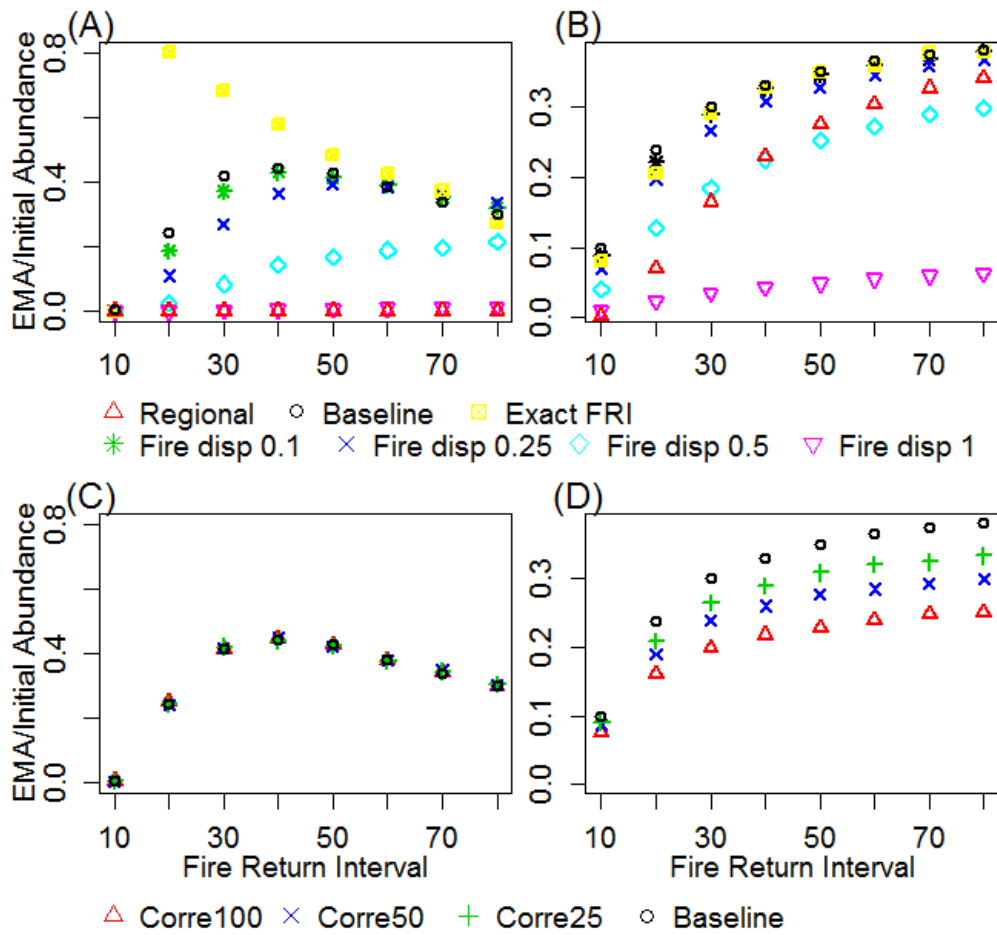 (A) (B)
EMA/Initial Abundance
0.0 0.4 0.8
0.0 0.1 0.2 0.3
10 30 50 70 10 30 50 70
Regional Baseline Exact FRI
Fire disp 0.1 Fire disp 0.25 Fire disp 0.5 Fire disp 1
(C) (D)
EMA/Initial Abundance
0.0 0.4 0.8
0.0 0.1 0.2 0.3
10 30 50 70 10 30 50 70
Fire Return Interval Fire Return Interval
Corre100 Corre50 Corre25 Baseline